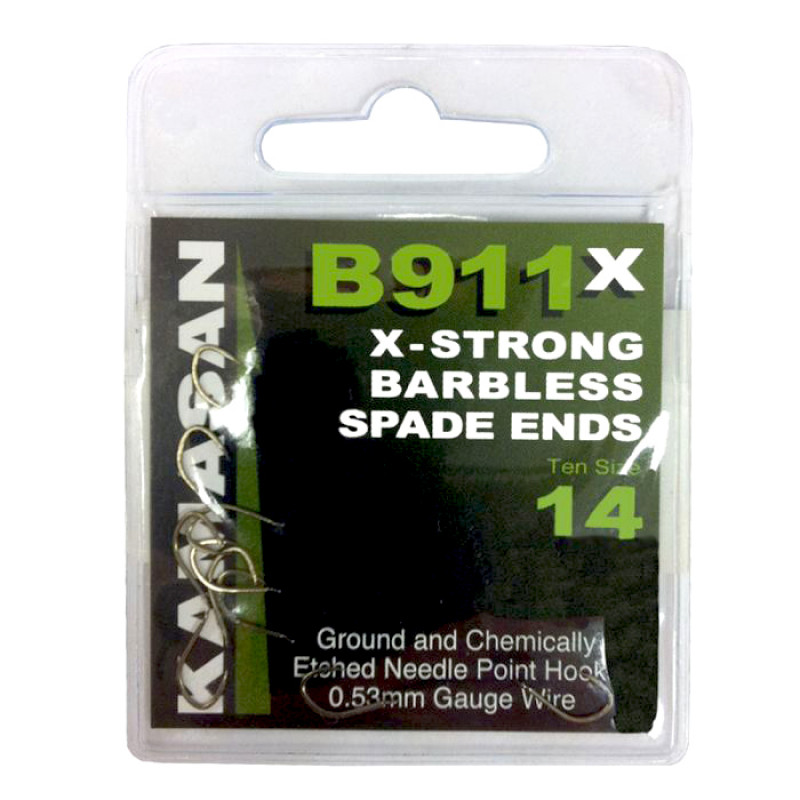 KAMASAN
B911X
X-STRONG
BARBLESS
SPADE ENDS
Ten Size
14
Ground and Chemically
Etched Needle Point Hook
0.53mm Gauge Wire